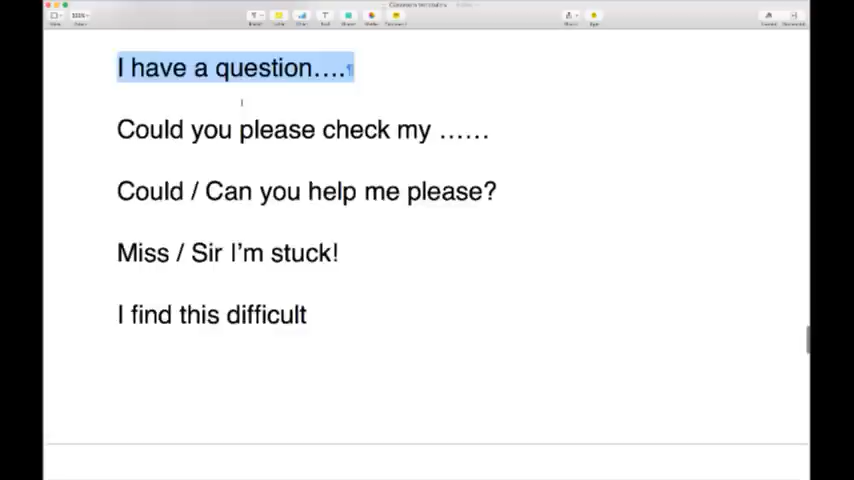 I have a question….¶
Could you please check my ……
Could / Can you help me please?
Miss / Sir I’m stuck!
I find this difficult